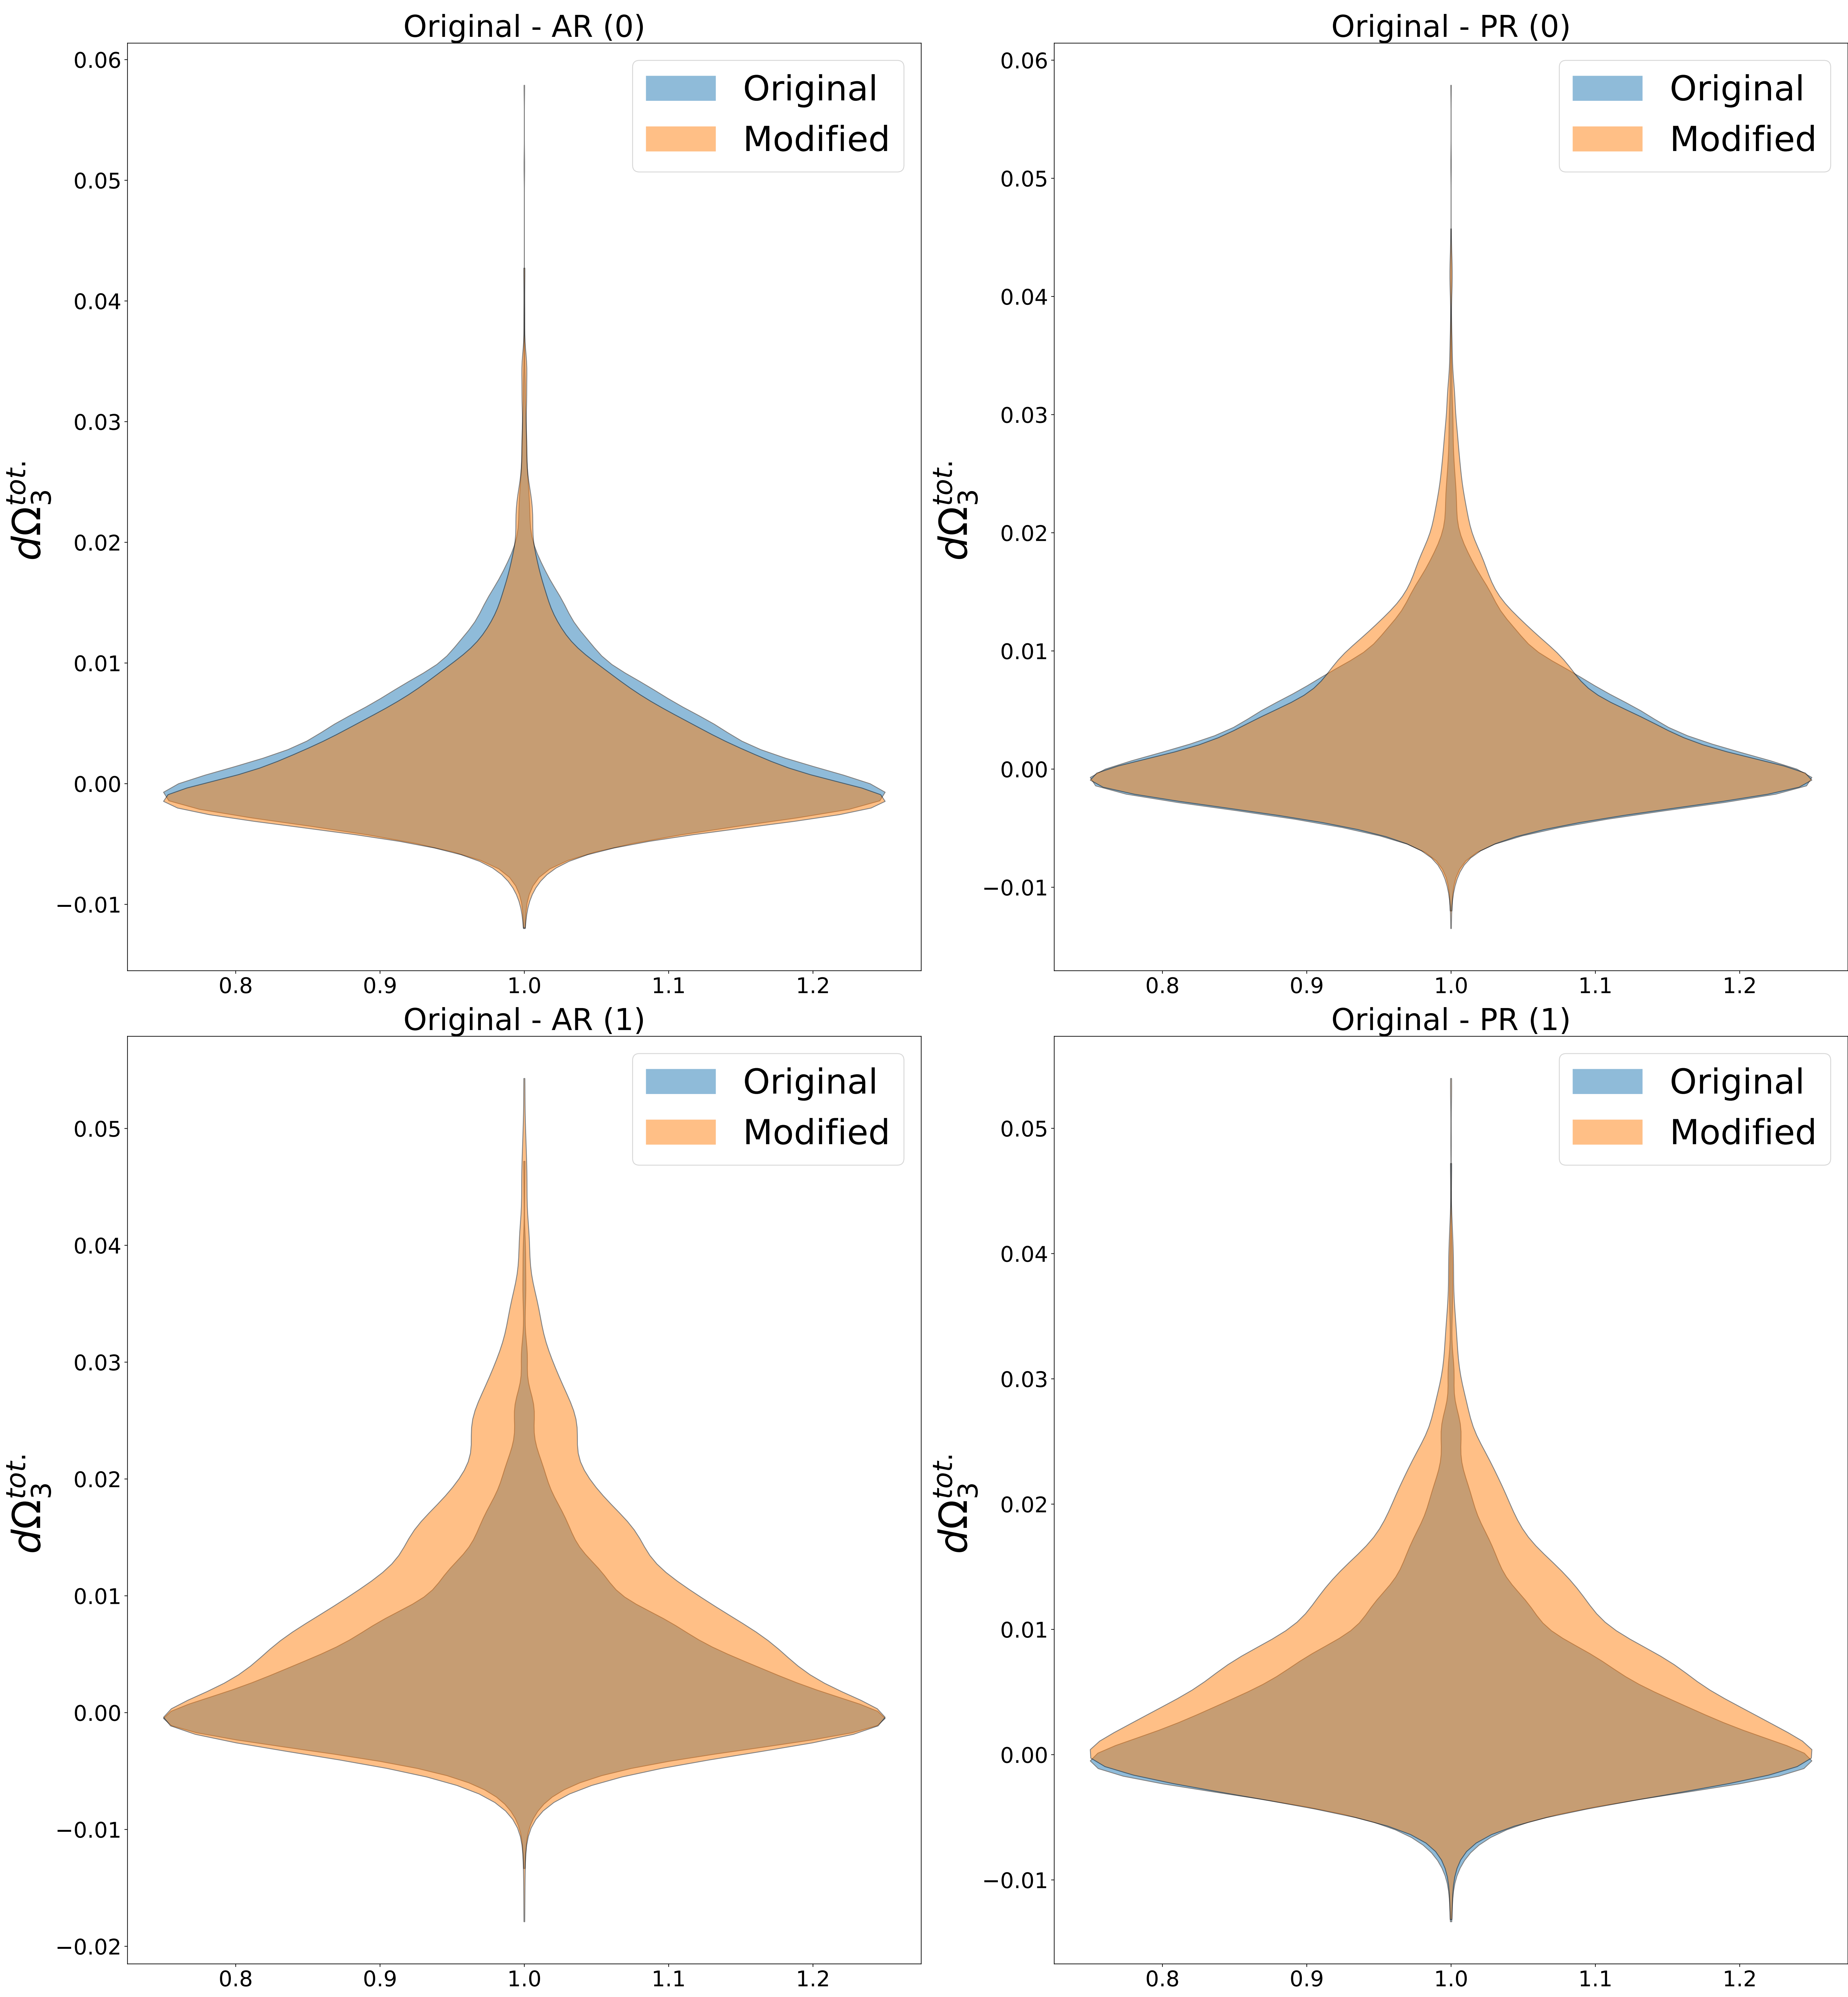 Original - AR (0)
Original
Modified
0.06
0.05
0.04
0.03
0.02
0.01
0.00
−0.01
dΩ₃ᵗᵒᵗ·
0.8 0.9 1.0 1.1 1.2
Original - PR (0)
Original
Modified
0.06
0.05
0.04
0.03
0.02
0.01
0.00
−0.01
dΩ₃ᵗᵒᵗ·
0.8 0.9 1.0 1.1 1.2
Original - AR (1)
Original
Modified
0.05
0.04
0.03
0.02
0.01
0.00
−0.01
−0.02
dΩ₃ᵗᵒᵗ·
0.8 0.9 1.0 1.1 1.2
Original - PR (1)
Original
Modified
0.05
0.04
0.03
0.02
0.01
0.00
−0.01
dΩ₃ᵗᵒᵗ·
0.8 0.9 1.0 1.1 1.2